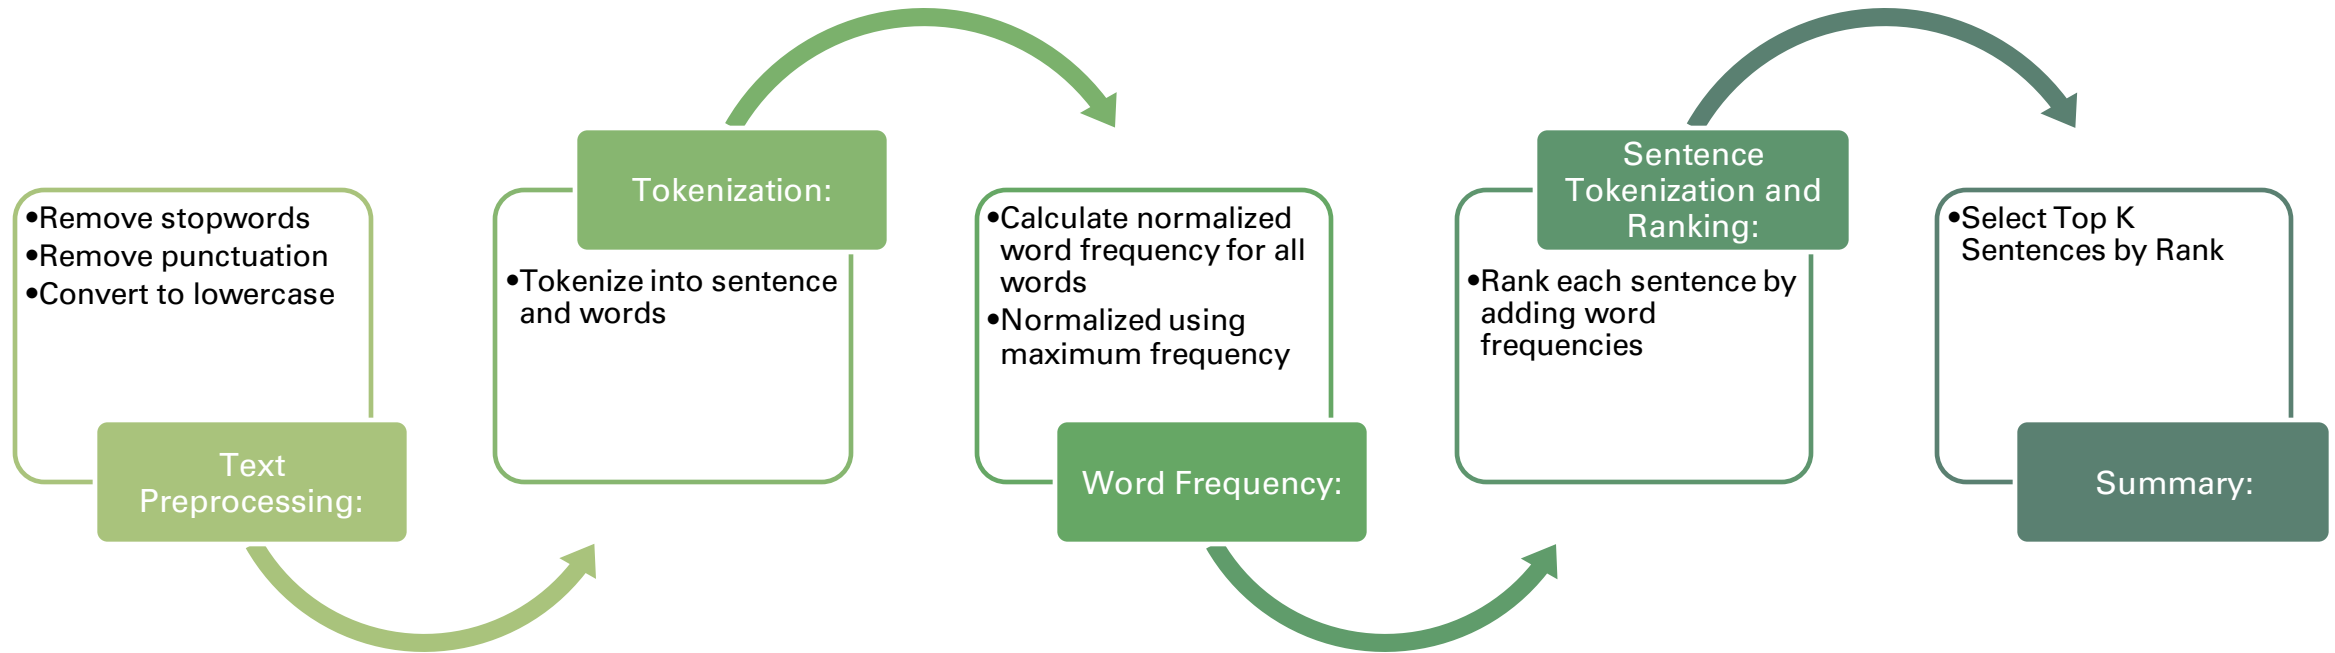 •Remove stopwords
•Remove punctuation
•Convert to lowercase
Text
Preprocessing:
Tokenization:
•Tokenize into sentence
and words
•Calculate normalized
word frequency for all
words
•Normalized using
maximum frequency
Word Frequency:
Sentence
Tokenization and
Ranking:
•Rank each sentence by
adding word
frequencies
•Select Top K
Sentences by Rank
Summary: